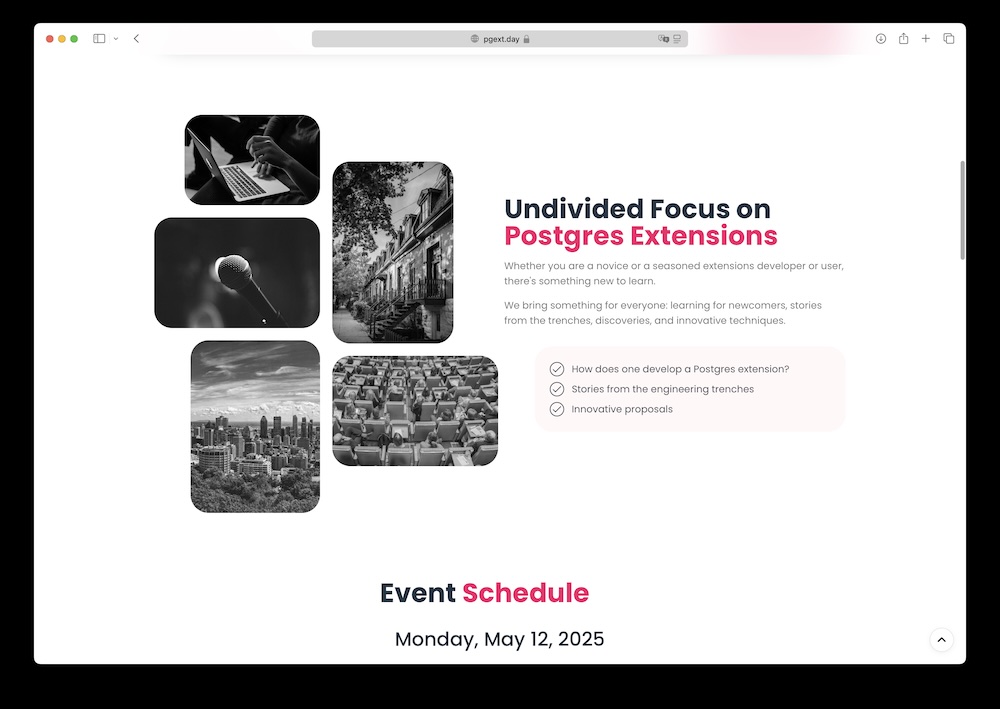 pgext.day
Undivided Focus on
Postgres Extensions
Whether you are a novice or a seasoned extensions developer or user,
there's something new to learn.
We bring something for everyone: learning for newcomers, stories
from the trenches, discoveries, and innovative techniques.
How does one develop a Postgres extension?
Stories from the engineering trenches
Innovative proposals
Event Schedule
Monday, May 12, 2025